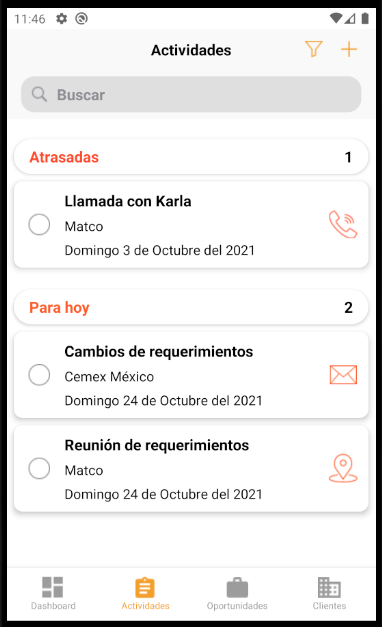 11:46
Actividades
Buscar
Atrasadas 1
Llamada con Karla
Matco
Domingo 3 de Octubre del 2021
Para hoy 2
Cambios de requerimientos
Cemex México
Domingo 24 de Octubre del 2021
Reunión de requerimientos
Matco
Domingo 24 de Octubre del 2021
Dashboard Actividades Oportunidades Clientes